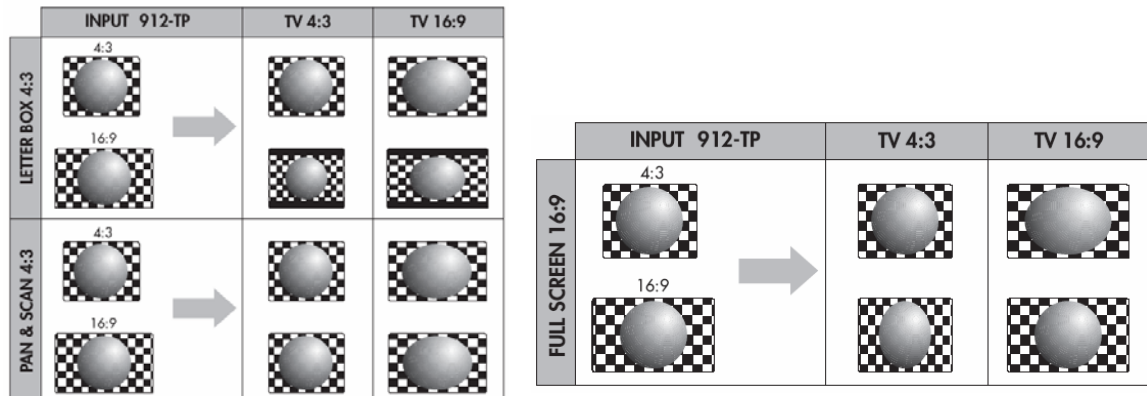 INPUT 912-TP
TV 4:3
TV 16:9
LETTER BOX 4:3
4:3
16:9
PAN & SCAN 4:3
4:3
16:9
INPUT 912-TP
TV 4:3
TV 16:9
FULL SCREEN 16:9
4:3
16:9